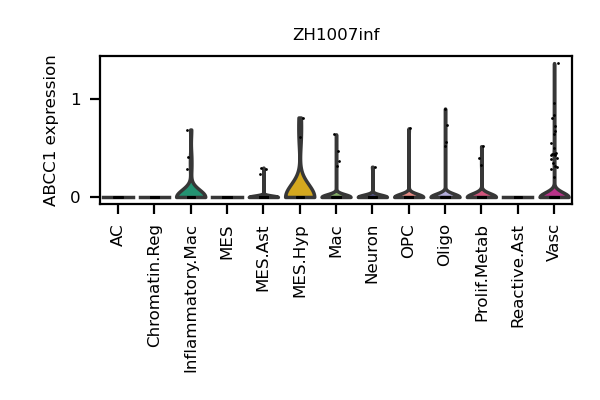 ZH1007inf
ABCC1 expression
1
0
AC
Chromatin.Reg
Inflammatory.Mac
MES
MES.Ast
MES.Hyp
Mac
Neuron
OPC
Oligo
Prolif.Metab
Reactive.Ast
Vasc